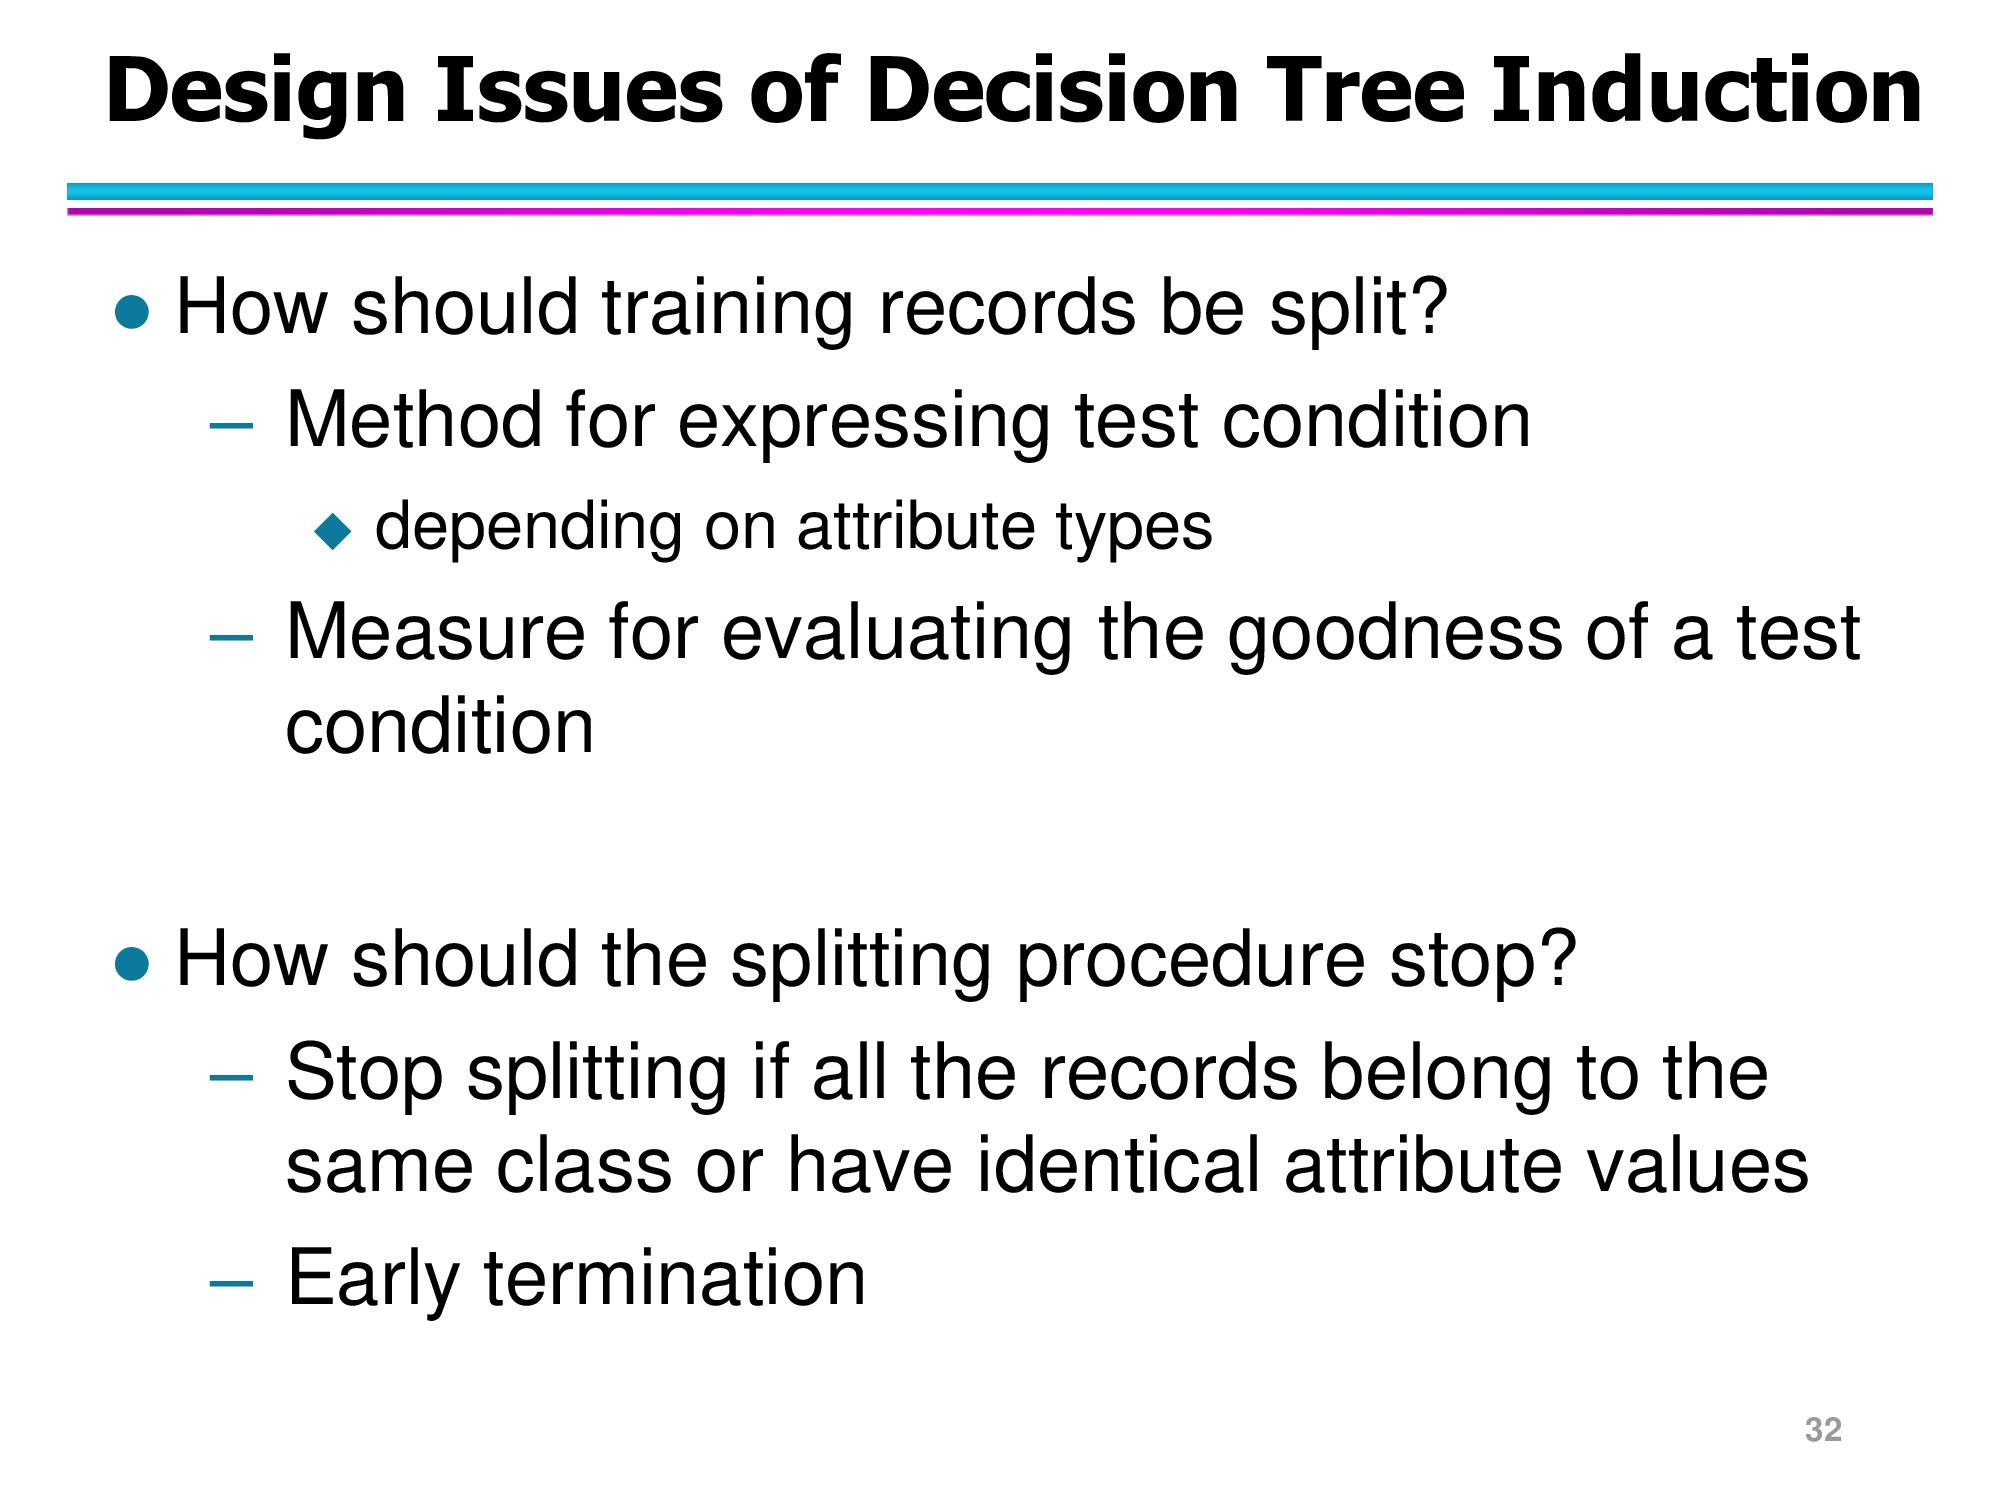 Design Issues of Decision Tree Induction
● How should training records be split?
– Method for expressing test condition
◆ depending on attribute types
– Measure for evaluating the goodness of a test
condition
● How should the splitting procedure stop?
– Stop splitting if all the records belong to the
same class or have identical attribute values
– Early termination
32